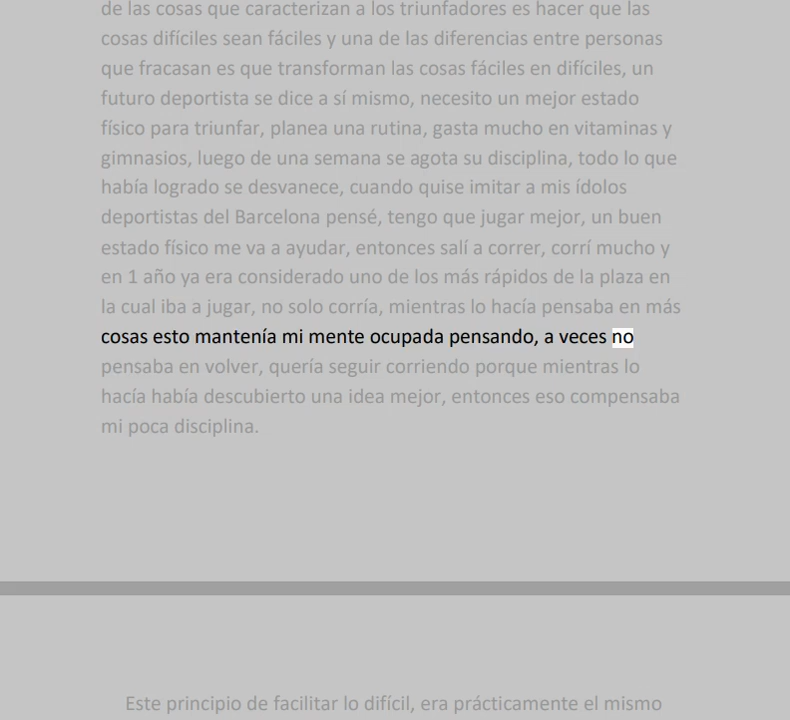 de las cosas que caracterizan a los triunfadores es hacer que las
cosas difíciles sean fáciles y una de las diferencias entre personas
que fracasan es que transforman las cosas fáciles en difíciles, un
futuro deportista se dice a sí mismo, necesito un mejor estado
físico para triunfar, planea una rutina, gasta mucho en vitaminas y
gimnasios, luego de una semana se agota su disciplina, todo lo que
había logrado se desvanece, cuando quise imitar a mis ídolos
deportistas del Barcelona pensé, tengo que jugar mejor, un buen
estado físico me va a ayudar, entonces salí a correr, corrí mucho y
en 1 año ya era considerado uno de los más rápidos de la plaza en
la cual iba a jugar, no solo corría, mientras lo hacía pensaba en más
cosas esto mantenía mi mente ocupada pensando, a veces no
pensaba en volver, quería seguir corriendo porque mientras lo
hacía había descubierto una idea mejor, entonces eso compensaba
mi poca disciplina.
Este principio de facilitar lo difícil, era prácticamente el mismo